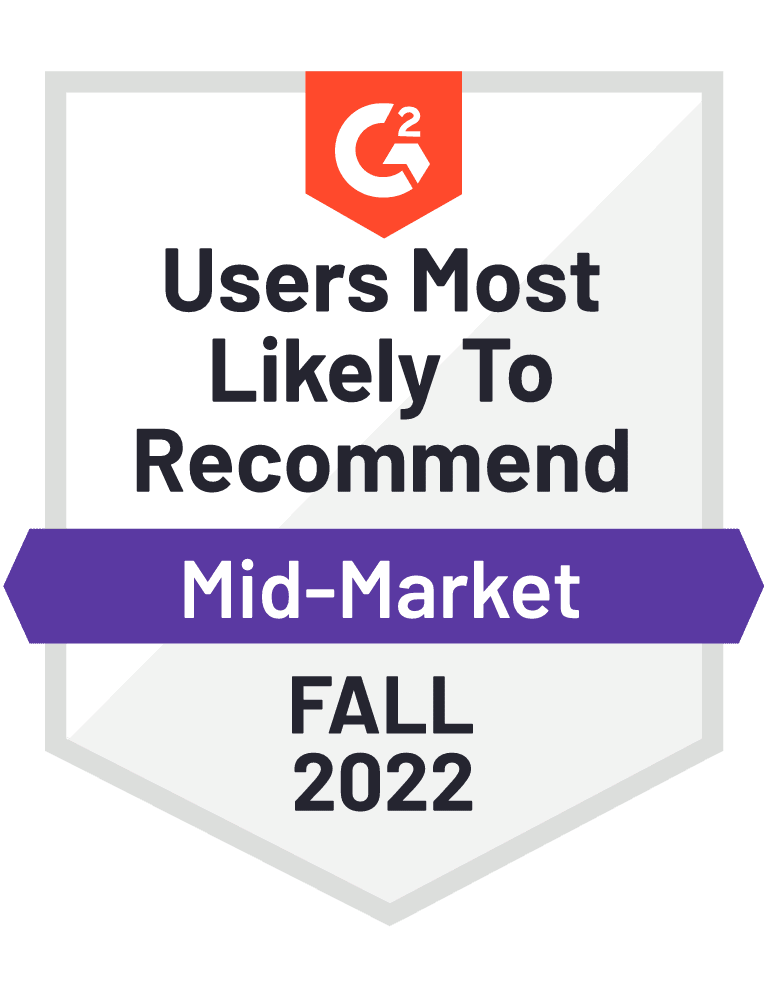 G2
Users Most
Likely To
Recommend
Mid-Market
FALL
2022